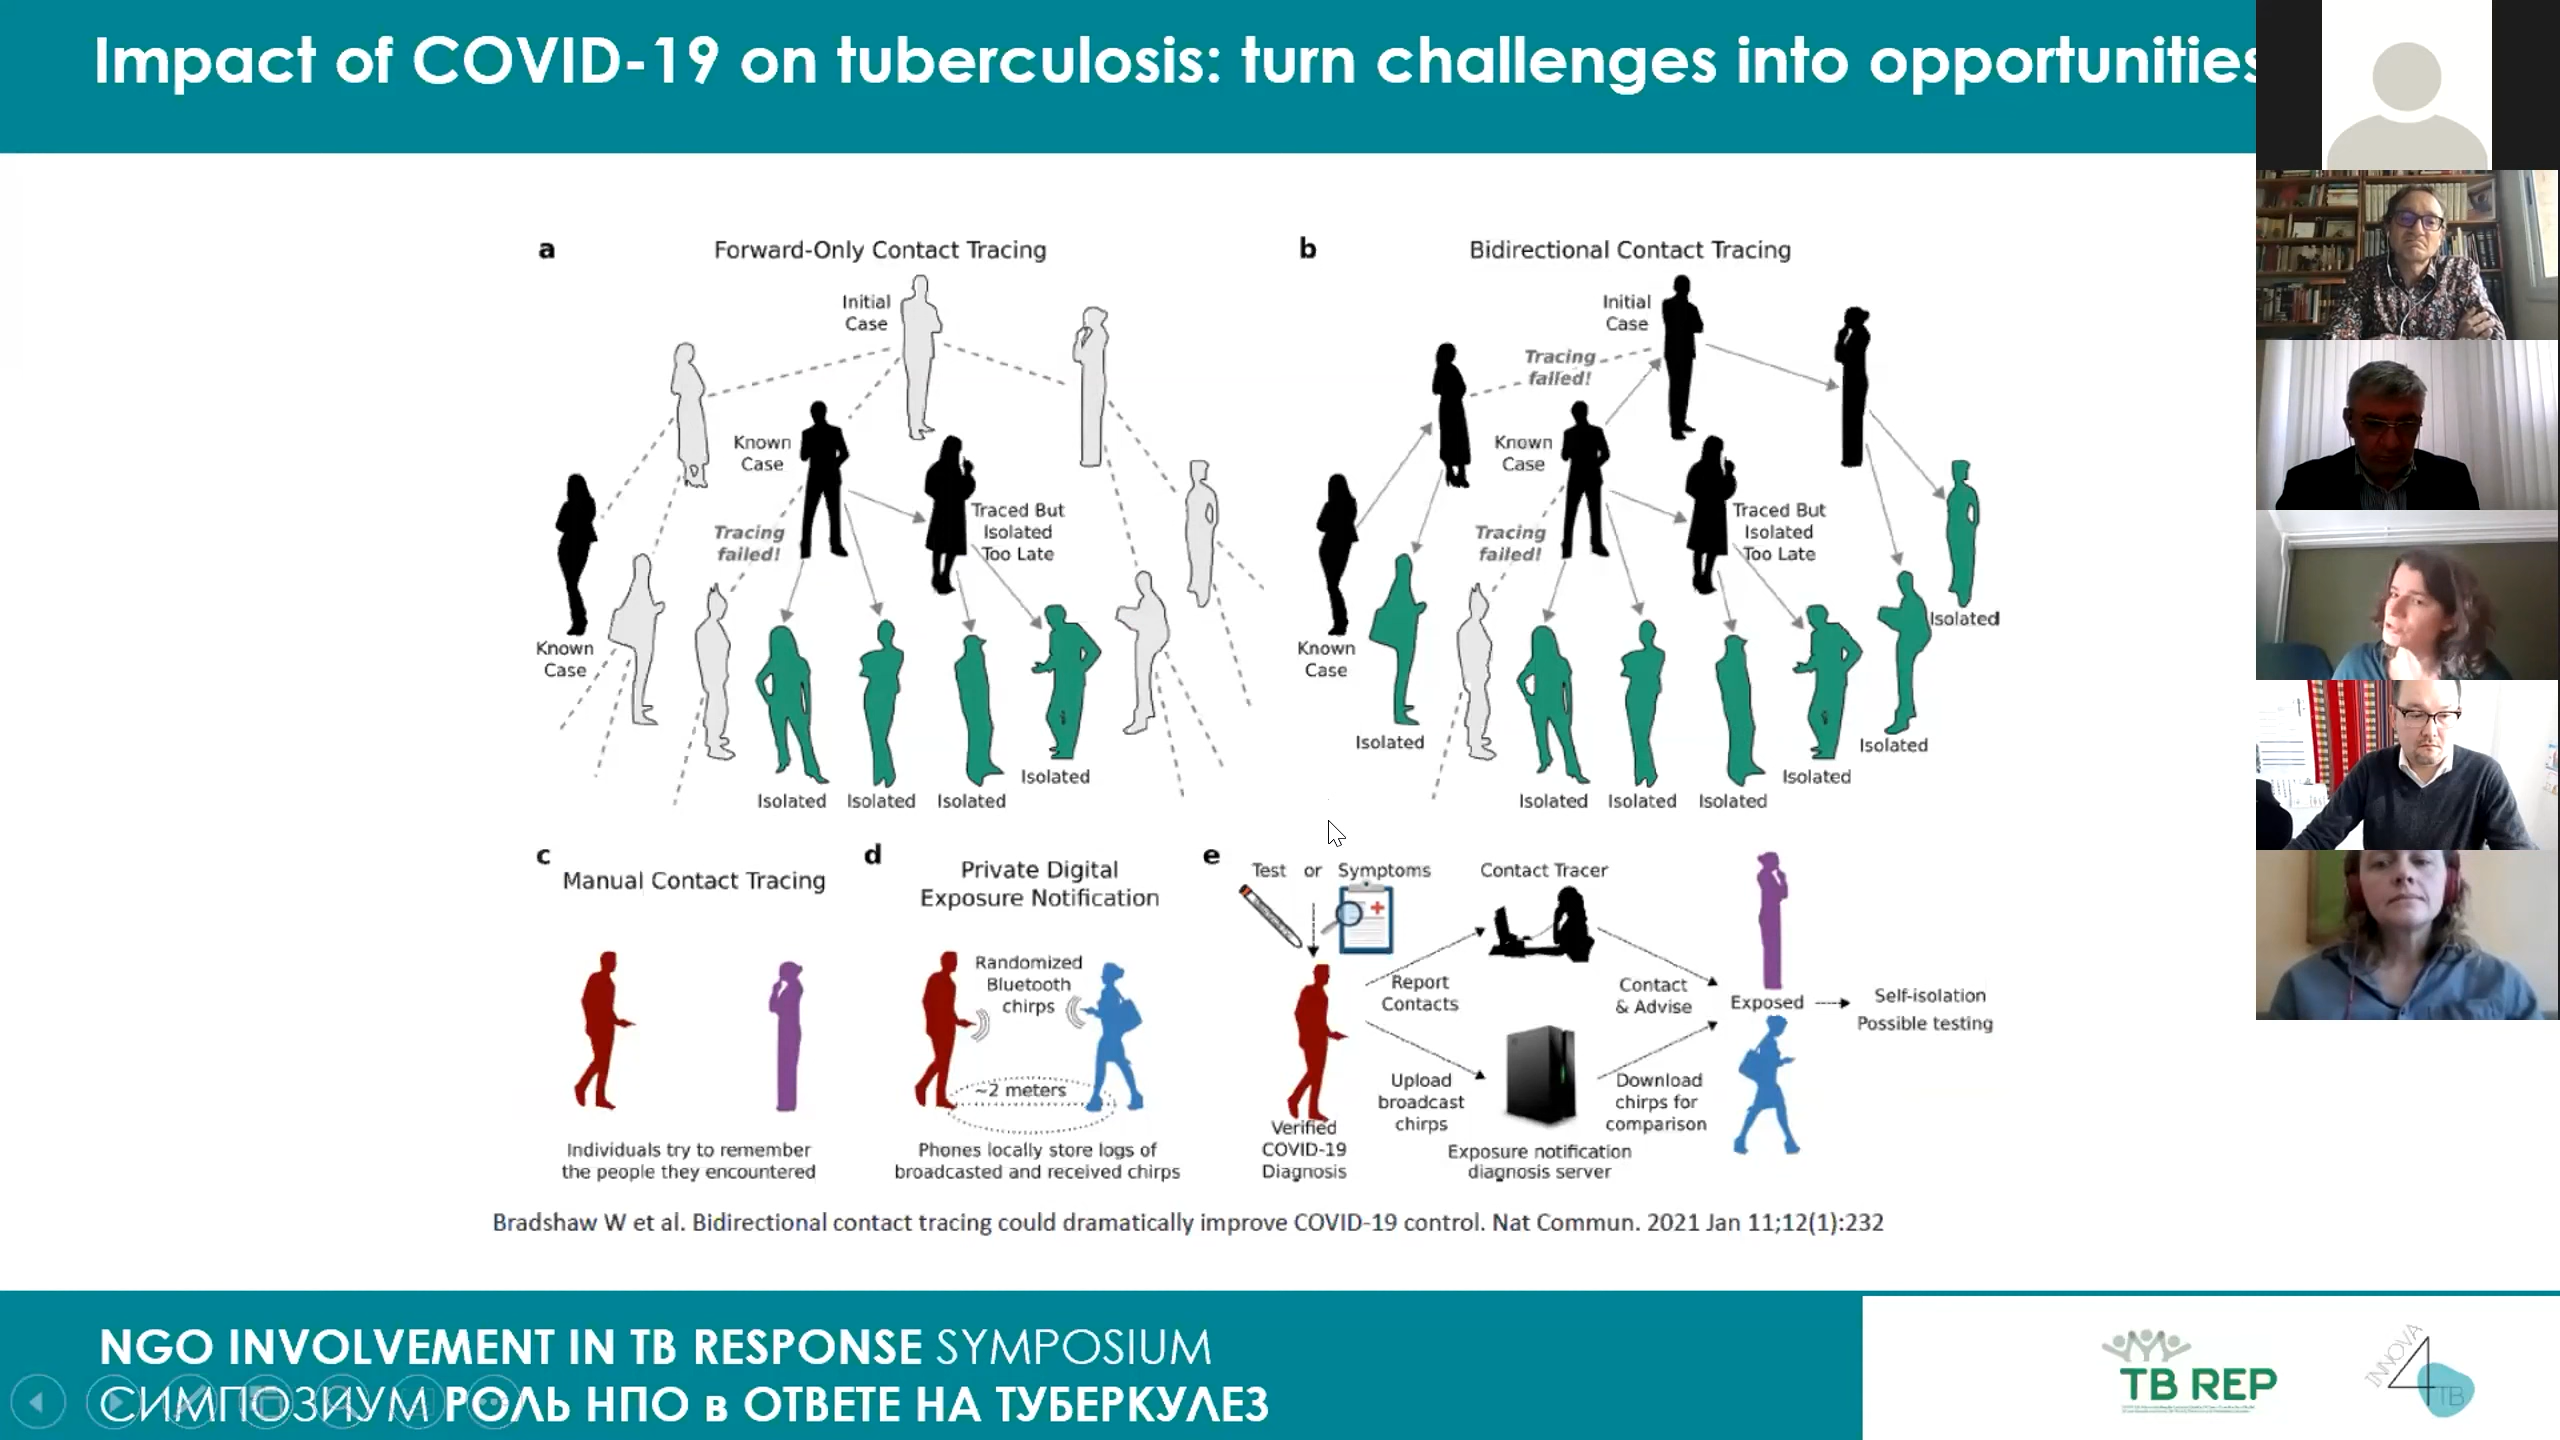 Impact of COVID-19 on tuberculosis: turn challenges into opportunities
a
Forward-Only Contact Tracing
Initial
Case
Known
Case
Tracing
failed!
Traced But
Isolated
Too Late
Known
Case
Isolated
Isolated
Isolated
Isolated
b
Bidirectional Contact Tracing
Initial
Case
Tracing
failed!
Known
Case
Tracing
failed!
Traced But
Isolated
Too Late
Known
Case
Isolated
Isolated
Isolated
Isolated
Isolated
Isolated
Isolated
c
Manual Contact Tracing
Individuals try to remember
the people they encountered
d
Private Digital
Exposure Notification
Randomized
Bluetooth
chirps
~2 meters
Phones locally store logs of
broadcasted and received chirps
e
Test or Symptoms
Contact Tracer
Report
Contacts
Contact
& Advise
Exposed
Self-isolation
Possible testing
Upload
broadcast
chirps
Download
chirps for
comparison
Verified
COVID-19
Diagnosis
Exposure notification
diagnosis server
Bradshaw W et al. Bidirectional contact tracing could dramatically improve COVID-19 control. Nat Commun. 2021 Jan 11;12(1):232
NGO INVOLVEMENT IN TB RESPONSE SYMPOSIUM
СИМПОЗИУМ РОЛЬ НПО в ОТВЕТЕ НА ТУБЕРКУЛЕЗ
TB REP
INNOVA
4
TB